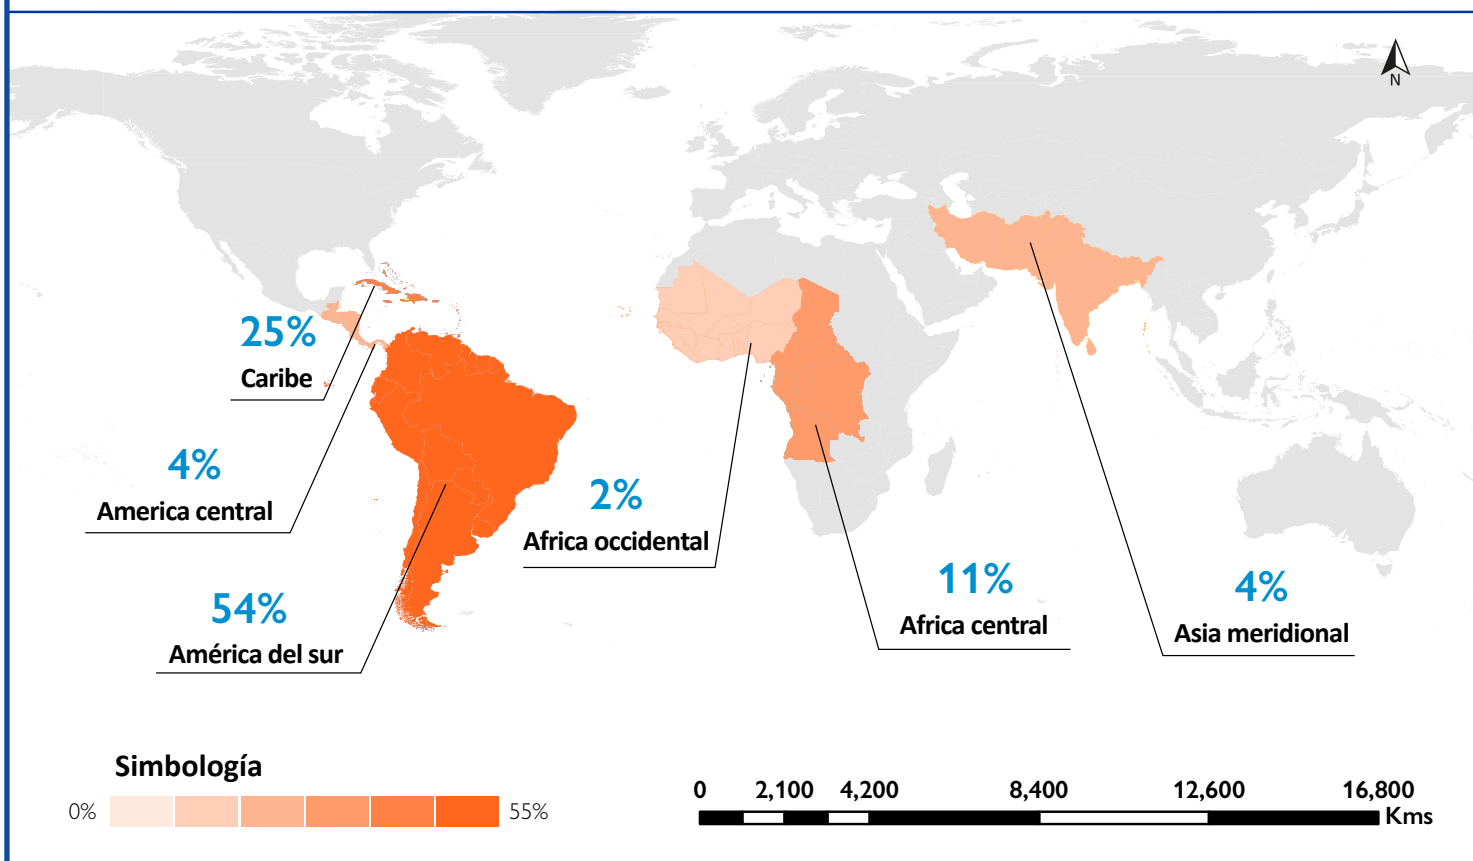 N
25%
Caribe
4%
America central
54%
América del sur
2%
Africa occidental
11%
Africa central
4%
Asia meridional
Simbología
0%
55%
0 2,100 4,200 8,400 12,600 16,800
Kms